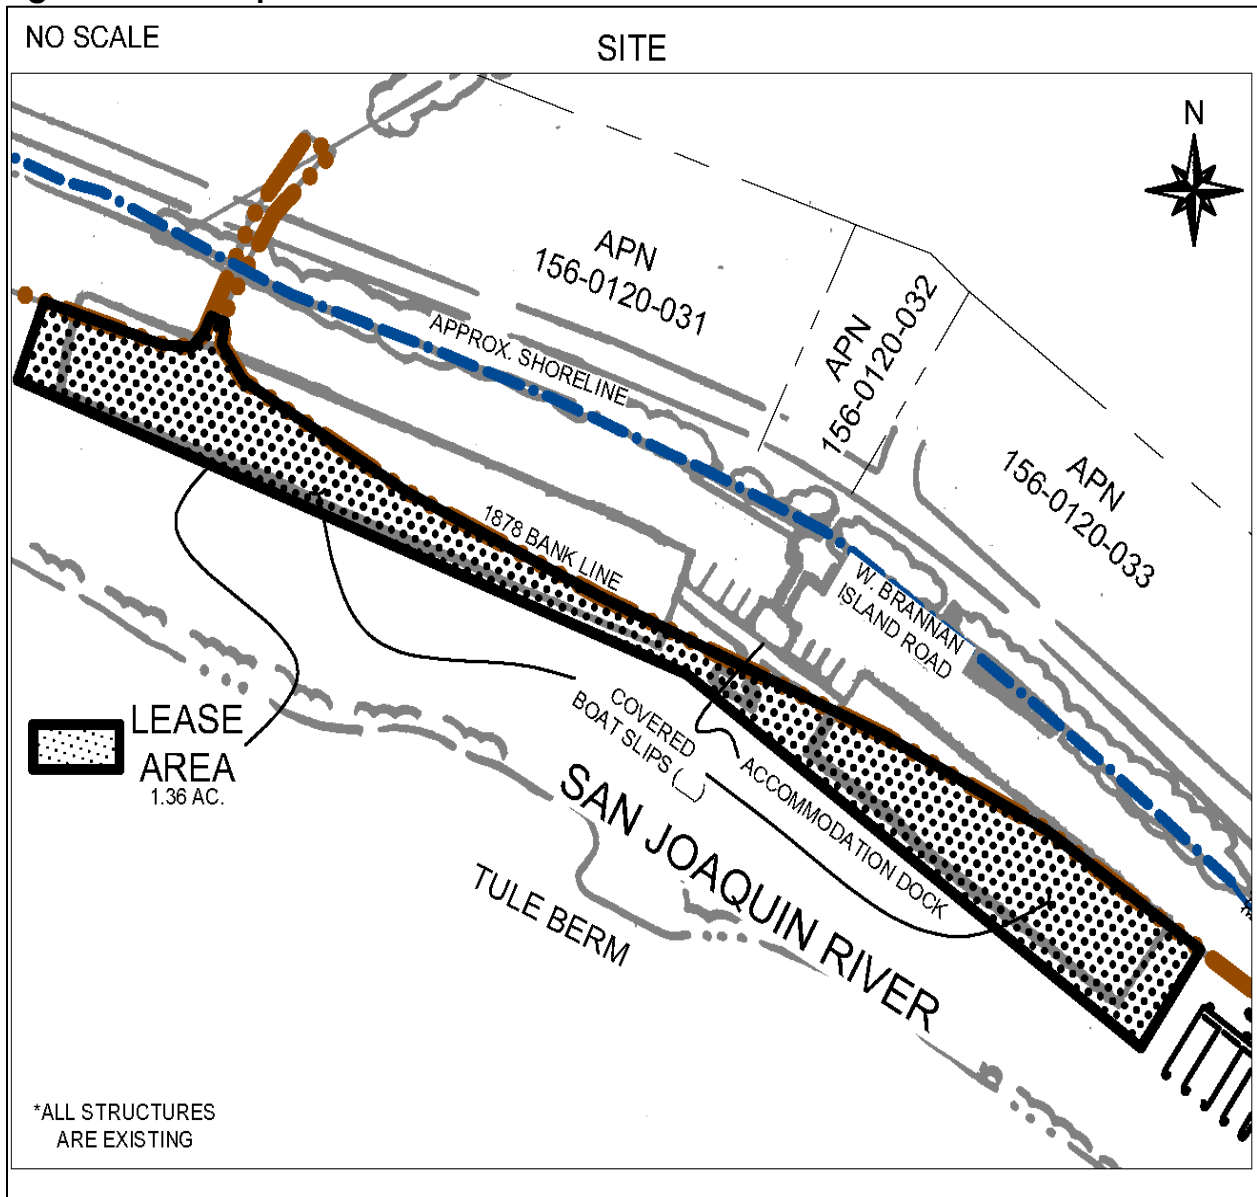 NO SCALE
SITE
N
APN
156-0120-031
APN
156-0120-032
APN
156-0120-033
APPROX. SHORELINE
1878 BANK LINE
W. BRANNAN
ISLAND ROAD
LEASE
AREA
1.36 AC.
COVERED
BOAT SLIPS (__)
ACCOMMODATION DOCK
SAN JOAQUIN RIVER
TULE BERM
*ALL STRUCTURES
ARE EXISTING